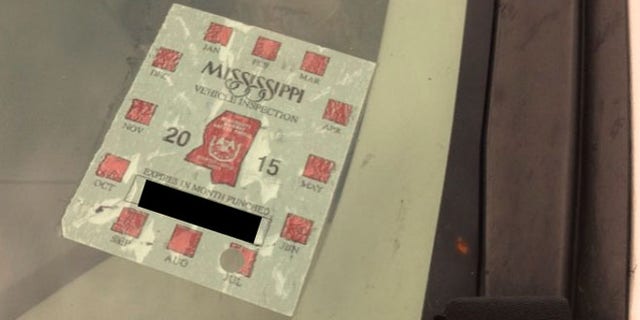 JAN
FEB
MAR
DEC
MISSISSIPPI
VEHICLE INSPECTION
APR
NOV
20 15
MAY
OCT
EXPIRES IN MONTH PUNCHED
JUN
SEP
AUG
JUL